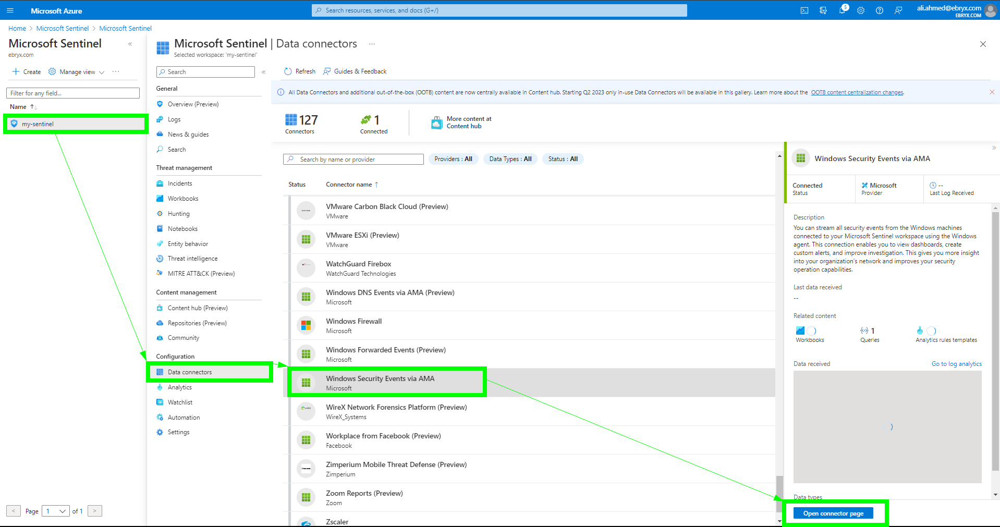 Microsoft Azure
Search resources, services, and docs (G+/)
5
ali.ahmed@ebryx.com
EBRYX.COM
Home > Microsoft Sentinel > Microsoft Sentinel
Microsoft Sentinel
ebryx.com
+ Create
Manage view
...
Filter for any field...
Name
my-sentinel
< Page 1 of 1 >
Microsoft Sentinel | Data connectors
...
Selected workspace: 'my-sentinel'
Search
General
Overview (Preview)
Logs
News & guides
Search
Threat management
Incidents
Workbooks
Hunting
Notebooks
Entity behavior
Threat intelligence
MITRE ATT&CK (Preview)
Content management
Content hub (Preview)
Repositories (Preview)
Community
Configuration
Data connectors
Analytics
Watchlist
Automation
Settings
Refresh
Guides & Feedback
All Data Connectors and additional out-of-the-box (OOTB) content are now centrally available in Content hub. Starting Q2 2023 only in-use Data Connectors will be available in this gallery. Learn more about the OOTB content centralization changes.
127
Connectors
1
Connected
More content at
Content hub
Search by name or provider
Providers : All
Data Types : All
Status : All
Status
Connector name ↑
VMware Carbon Black Cloud (Preview)
VMware
VMware ESXi (Preview)
VMware
WatchGuard Firebox
WatchGuard Technologies
Windows DNS Events via AMA (Preview)
Microsoft
Windows Firewall
Microsoft
Windows Forwarded Events (Preview)
Microsoft
Windows Security Events via AMA
Microsoft
WireX Network Forensics Platform (Preview)
WireX_Systems
Workplace from Facebook (Preview)
Facebook
Zimperium Mobile Threat Defense (Preview)
Zimperium
Zoom Reports (Preview)
Zoom
Zscaler
Windows Security Events via AMA
Connected
Status
Microsoft
Provider
--
Last Log Received
Description
You can stream all security events from the Windows machines
connected to your Microsoft Sentinel workspace using the Windows
agent. This connection enables you to view dashboards, create
custom alerts, and improve investigation. This gives you more insight
into your organization's network and improves your security
operation capabilities.
Last data received
--
Related content
Workbooks
1
Queries
Analytics rules templates
Data received
Go to log analytics
Data types
Open connector page